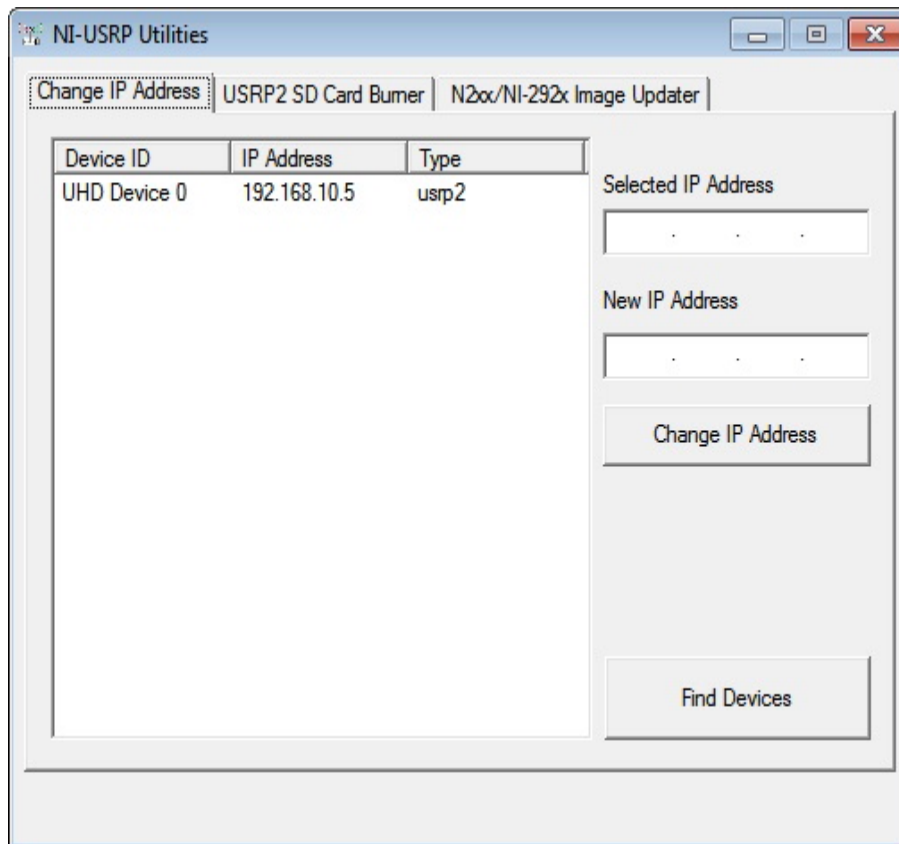 NI-USRP Utilities
Change IP Address USRP2 SD Card Burner N2xx/NI-292x Image Updater
Device ID IP Address Type
UHD Device 0 192.168.10.5 usrp2
Selected IP Address
. . .
New IP Address
. . .
Change IP Address
Find Devices